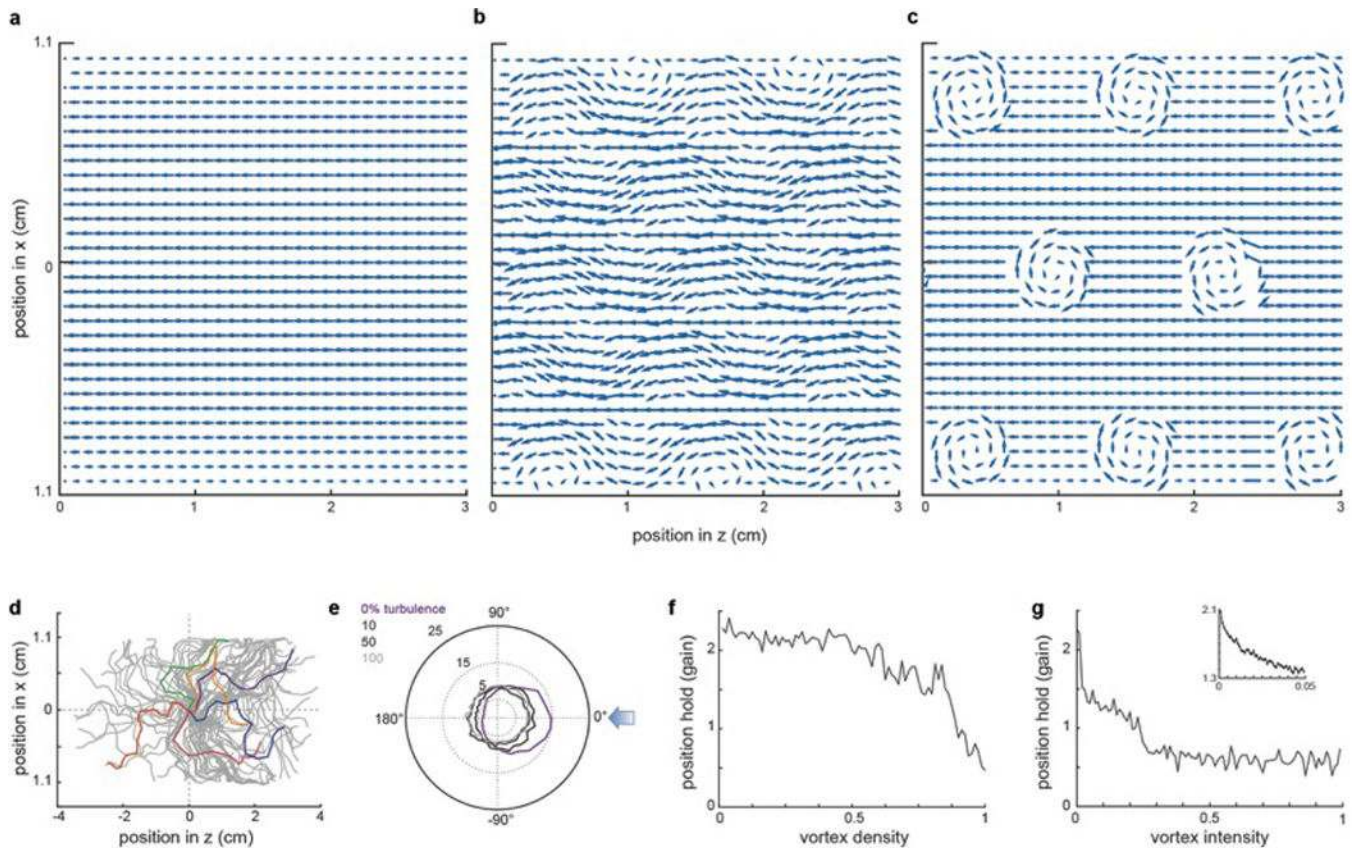 a
b
c
1.1
0
1.1
position in x (cm)
0 1 2 3
0 1 2 3
0 1 2 3
position in z (cm)
d
e
f
g
1.1
0
1.1
position in x (cm)
-4 -2 0 2 4
position in z (cm)
0% turbulence
10
50
100
90°
25
15
5
180°
0°
-90°
2
1
0
position hold (gain)
0 0.5 1
vortex density
2
1
0
position hold (gain)
0 0.5 1
vortex intensity
2.1
1.3
0 0.05